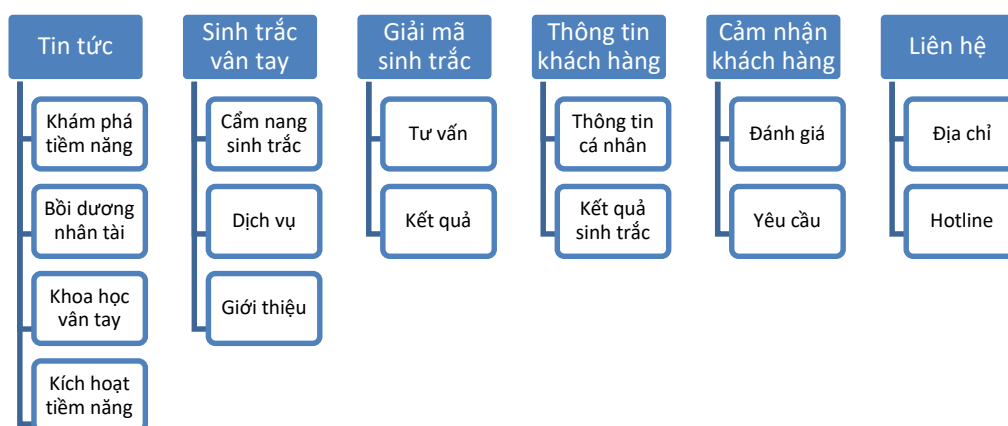 Tin tức
Khám phá
tiềm năng
Bồi dương
nhân tài
Khoa học
vân tay
Kích hoạt
tiềm năng
Sinh trắc
vân tay
Cẩm nang
sinh trắc
Dịch vụ
Giới thiệu
Giải mã
sinh trắc
Tư vấn
Kết quả
Thông tin
khách hàng
Thông tin
cá nhân
Kết quả
sinh trắc
Cảm nhận
khách hàng
Đánh giá
Yêu cầu
Liên hệ
Địa chỉ
Hotline